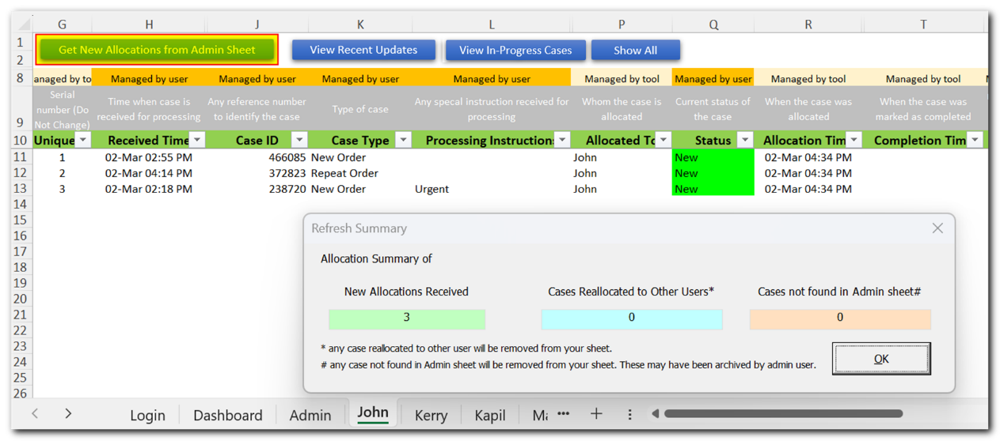 G H J K L P Q R T
1 Get New Allocations from Admin Sheet View Recent Updates View In-Progress Cases Show All
2
8 anaged by to Managed by user Managed by user Managed by user Managed by user Managed by tool Managed by user Managed by tool Managed by tool
Serial
number (Do
Not Change) Time when case is
received for processing Any reference number
to identify the case Type of case Any specal instruction received for
processing Whom the case is
allocated Current status of
the case When the case was
allocated When the case was
marked as completed
9
10 Unique Received Time Case ID Case Type Processing Instruction: Allocated To Status Allocation Tim Completion Tim
11 1 02-Mar 02:55 PM 466085 New Order John New 02-Mar 04:34 PM
12 2 02-Mar 04:14 PM 372823 Repeat Order John New 02-Mar 04:34 PM
13 3 02-Mar 02:18 PM 238720 New Order Urgent John New 02-Mar 04:34 PM
14
15
16
17
18
19
20
21
22
23
24
25
26
Refresh Summary
Allocation Summary of
New Allocations Received Cases Reallocated to Other Users* Cases not found in Admin sheet#
3 0 0
* any case reallocated to other user will be removed from your sheet.
# any case not found in Admin sheet will be removed from your sheet. These may have been archived by admin user.
OK
Login Dashboard Admin John Kerry Kapil Ma ...